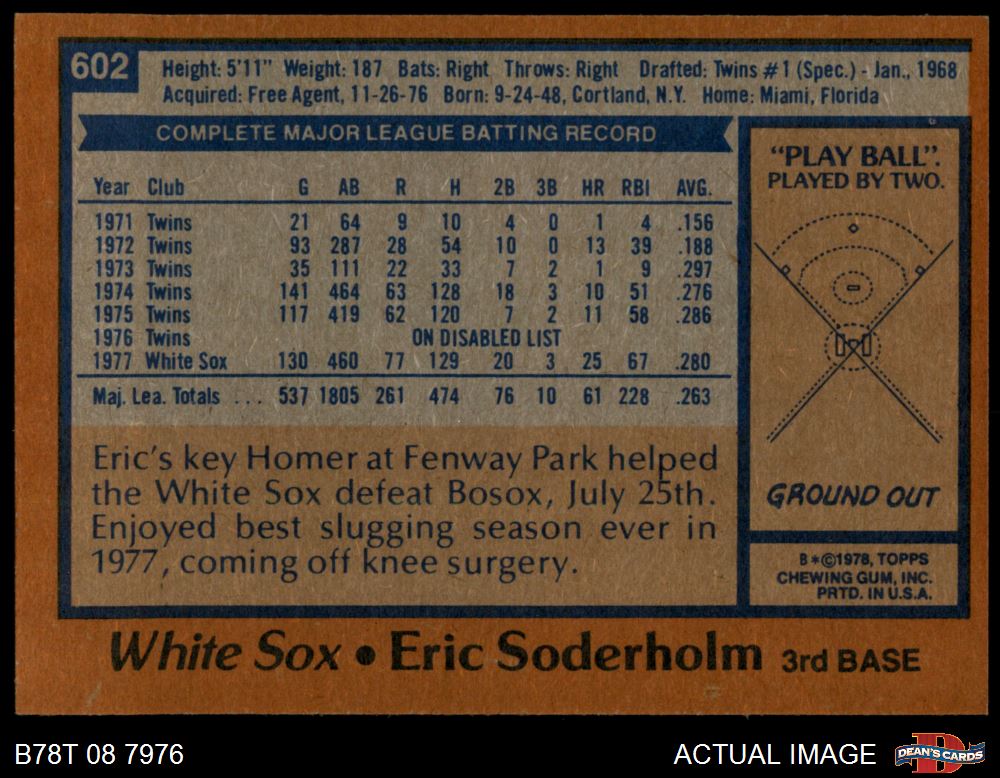 602
Height: 5'11" Weight: 187 Bats: Right Throws: Right Drafted: Twins #1 (Spec.) - Jan., 1968
Acquired: Free Agent, 11-26-76 Born: 9-24-48, Cortland, N.Y. Home: Miami, Florida
COMPLETE MAJOR LEAGUE BATTING RECORD
Year Club G AB R H 2B 3B HR RBI AVG.
1971 Twins 21 64 9 10 4 0 1 4 .156
1972 Twins 93 287 28 54 10 0 13 39 .188
1973 Twins 35 111 22 33 7 2 1 9 .297
1974 Twins 141 464 63 128 18 3 10 51 .276
1975 Twins 117 419 62 120 7 2 11 58 .286
1976 Twins ON DISABLED LIST
1977 White Sox 130 460 77 129 20 3 25 67 .280
Maj. Lea. Totals ... 537 1805 261 474 76 10 61 228 .263
Eric's key Homer at Fenway Park helped
the White Sox defeat Bosox, July 25th.
Enjoyed best slugging season ever in
1977, coming off knee surgery.
"PLAY BALL".
PLAYED BY TWO.
GROUND OUT
B*©1978, TOPPS
CHEWING GUM, INC.
PRTD. IN U.S.A.
White Sox • Eric Soderholm 3rd BASE
B78T 08 7976
ACTUAL IMAGE
DEAN'S CARDS